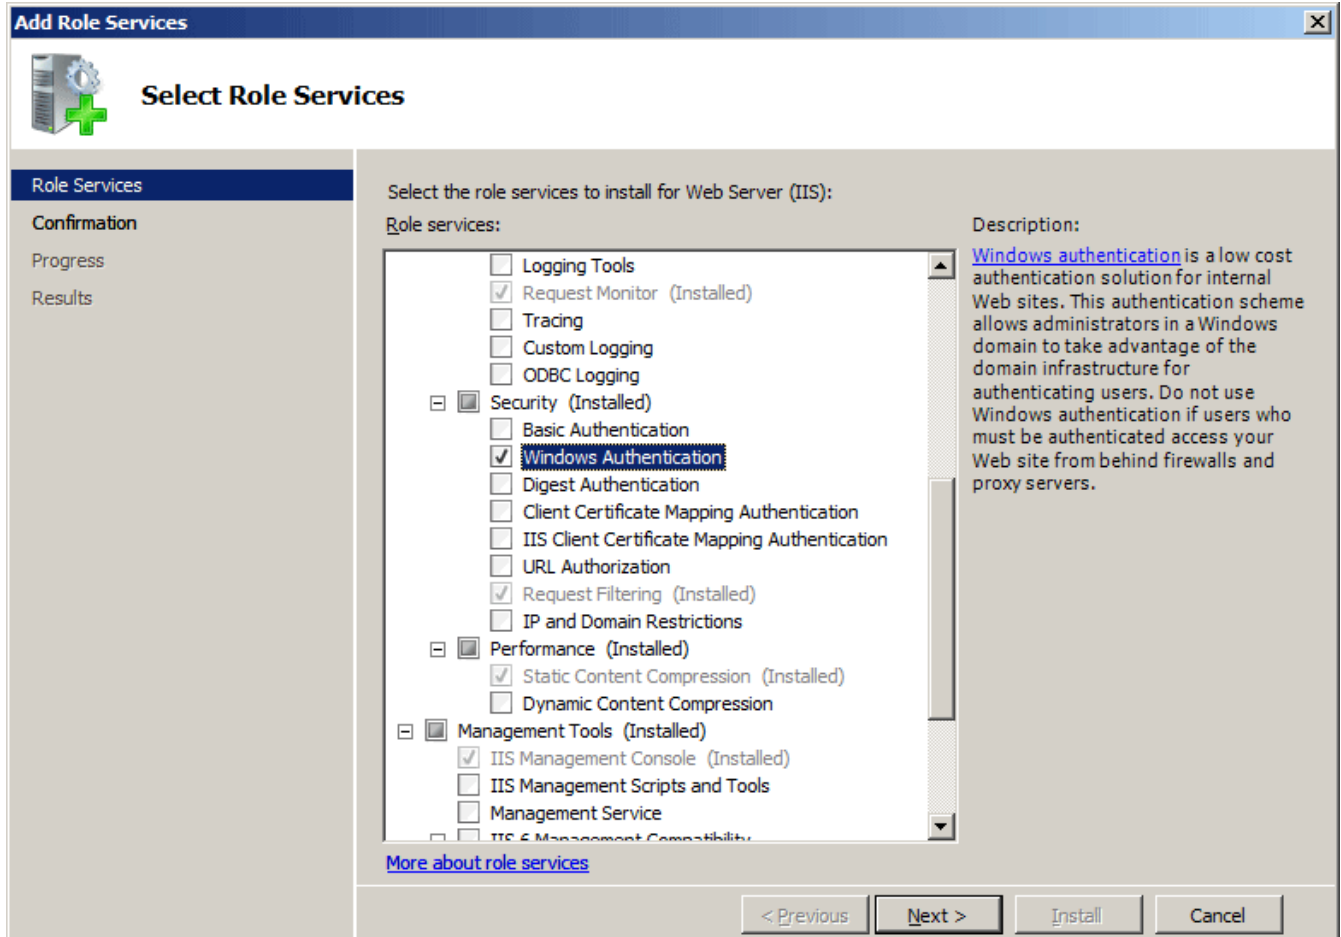 Add Role Services
Select Role Services
Role Services
Confirmation
Progress
Results
Select the role services to install for Web Server (IIS):
Role services:
Logging Tools
Request Monitor (Installed)
Tracing
Custom Logging
ODBC Logging
Security (Installed)
Basic Authentication
Windows Authentication
Digest Authentication
Client Certificate Mapping Authentication
IIS Client Certificate Mapping Authentication
URL Authorization
Request Filtering (Installed)
IP and Domain Restrictions
Performance (Installed)
Static Content Compression (Installed)
Dynamic Content Compression
Management Tools (Installed)
IIS Management Console (Installed)
IIS Management Scripts and Tools
Management Service
IIS 6 Management Compatibility
More about role services
Description:
Windows authentication is a low cost
authentication solution for internal
Web sites. This authentication scheme
allows administrators in a Windows
domain to take advantage of the
domain infrastructure for
authenticating users. Do not use
Windows authentication if users who
must be authenticated access your
Web site from behind firewalls and
proxy servers.
< Previous
Next >
Install
Cancel